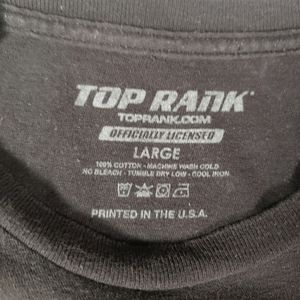 TOP RANK
TOPRANK.COM
OFFICIALLY LICENSED
LARGE
100% COTTON - MACHINE WASH COLD
NO BLEACH - TUMBLE DRY LOW - COOL IRON
PRINTED IN THE U.S.A.